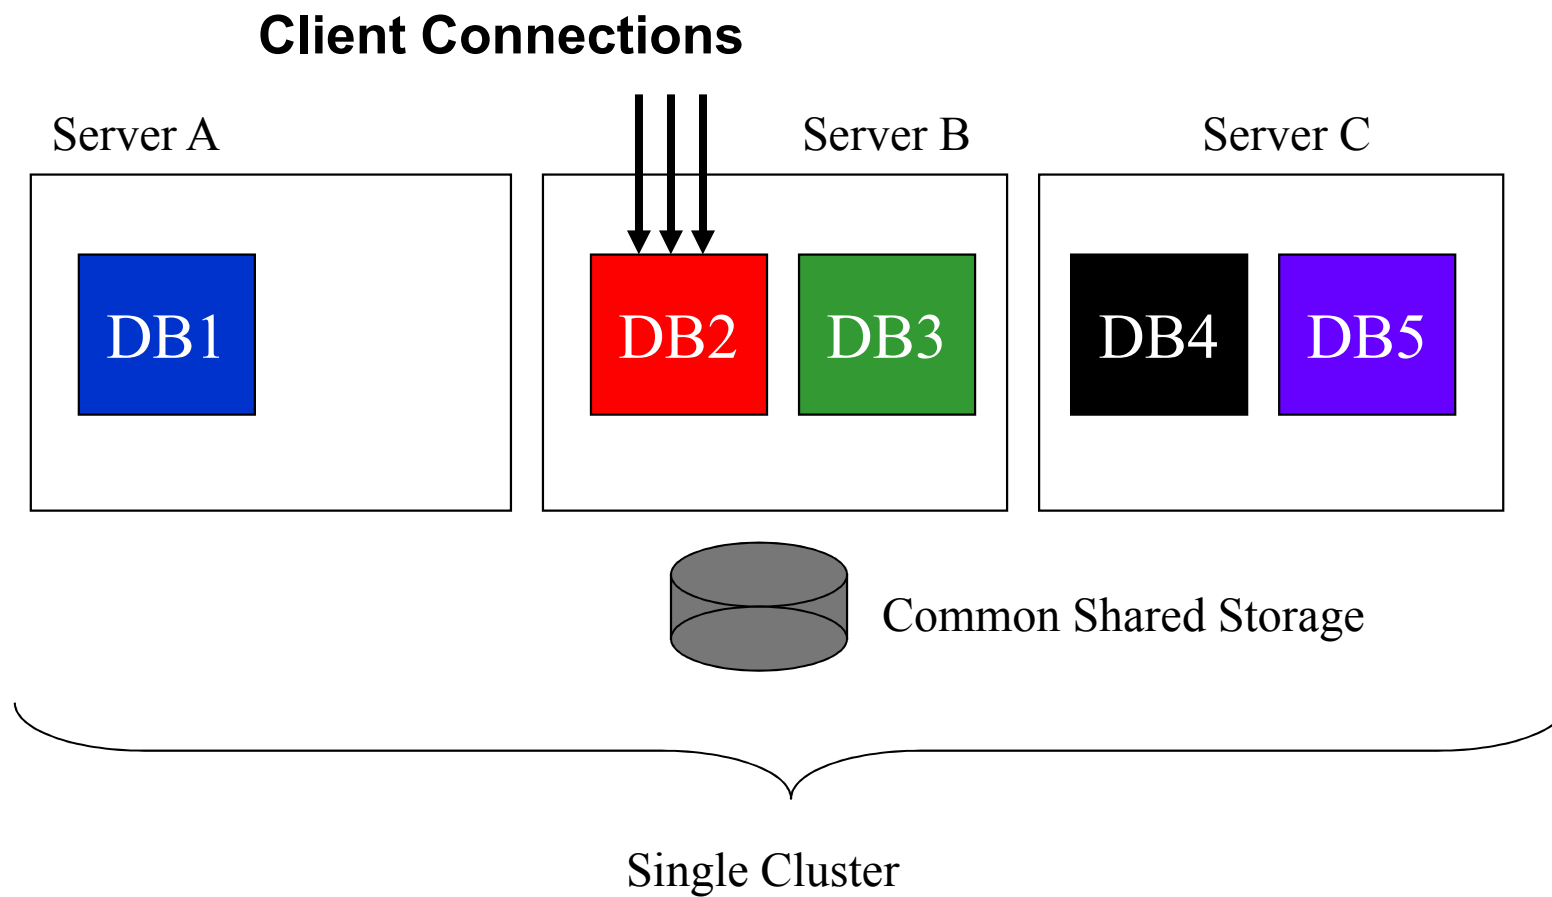 Client Connections
Server A
Server B
Server C
DB1
DB2
DB3
DB4
DB5
Common Shared Storage
Single Cluster